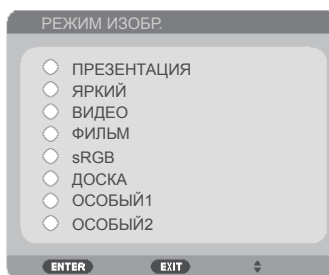 РЕЖИМ ИЗОБР.
ПРЕЗЕНТАЦИЯ
ЯРКИЙ
ВИДЕО
ФИЛЬМ
sRGB
ДОСКА
ОСОБЫЙ1
ОСОБЫЙ2
ENTER EXIT